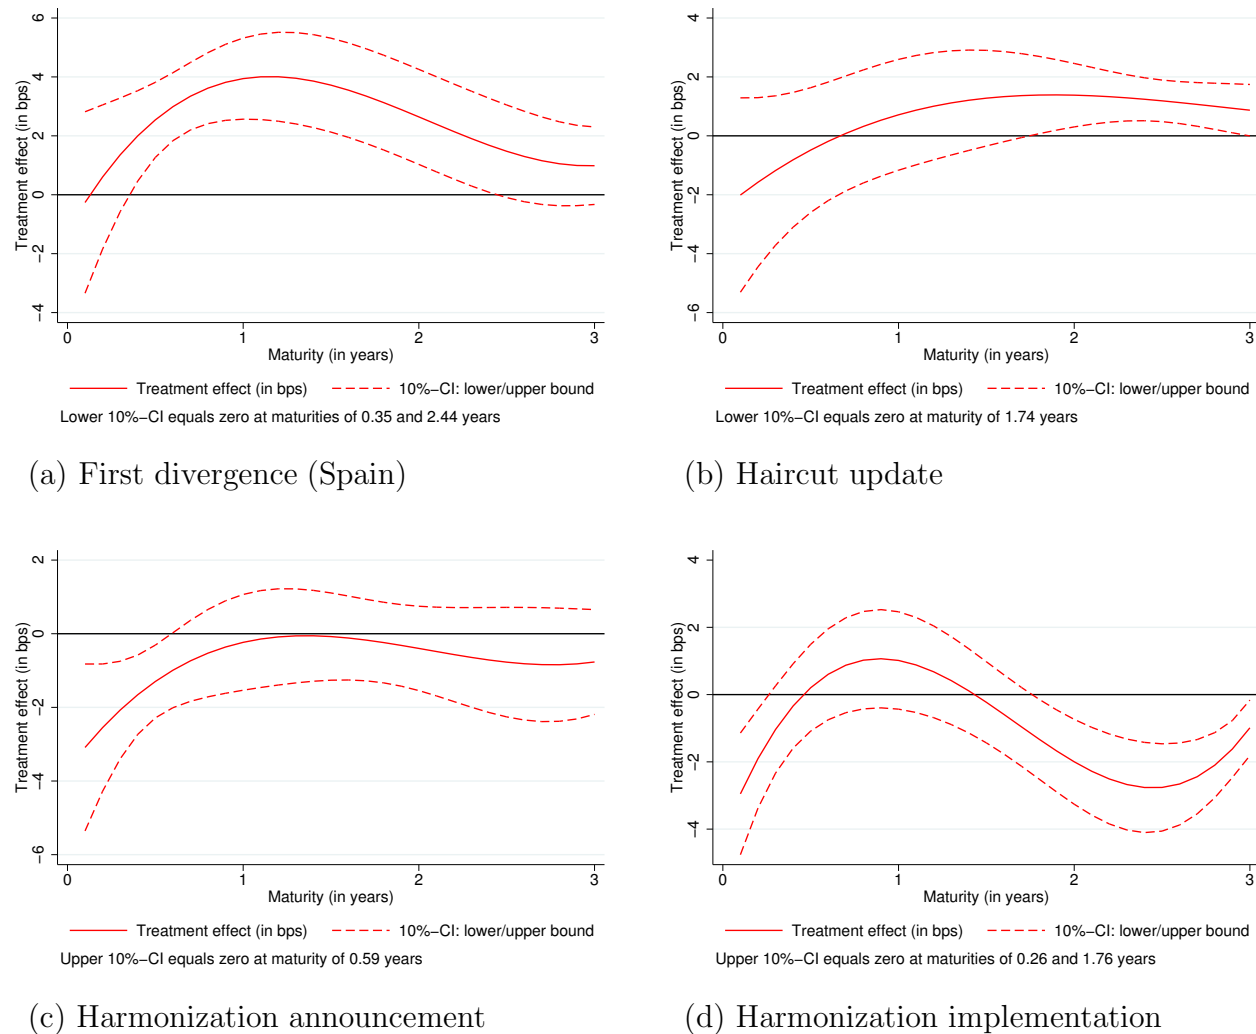 Treatment effect (in bps)
6
4
2
0
−2
−4
0 1 2 3
Maturity (in years)
Treatment effect (in bps) 10%−CI: lower/upper bound
Lower 10%−CI equals zero at maturities of 0.35 and 2.44 years
(a) First divergence (Spain)
Treatment effect (in bps)
4
2
0
−2
−4
−6
0 1 2 3
Maturity (in years)
Treatment effect (in bps) 10%−CI: lower/upper bound
Lower 10%−CI equals zero at maturity of 1.74 years
(b) Haircut update
Treatment effect (in bps)
2
0
−2
−4
−6
0 1 2 3
Maturity (in years)
Treatment effect (in bps) 10%−CI: lower/upper bound
Upper 10%−CI equals zero at maturity of 0.59 years
(c) Harmonization announcement
Treatment effect (in bps)
4
2
0
−2
−4
0 1 2 3
Maturity (in years)
Treatment effect (in bps) 10%−CI: lower/upper bound
Upper 10%−CI equals zero at maturities of 0.26 and 1.76 years
(d) Harmonization implementation